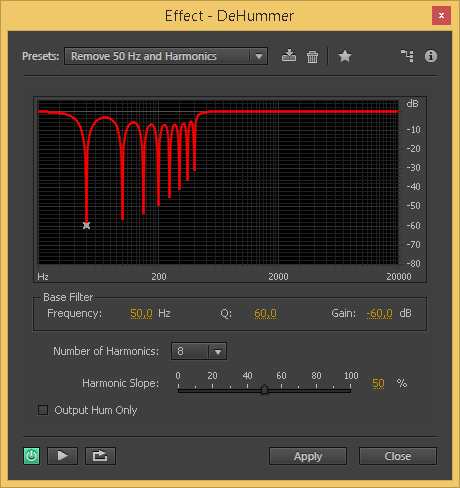 Effect - DeHummer
x
Presets: Remove 50 Hz and Harmonics
dB
-10
-20
-30
-40
-50
-60
-70
-80
Hz 200 2000 20000
Base Filter
Frequency: 50,0 Hz Q: 60,0 Gain: -60,0 dB
Number of Harmonics: 8
0 20 40 60 80 100
Harmonic Slope: 50 %
Output Hum Only
Apply Close